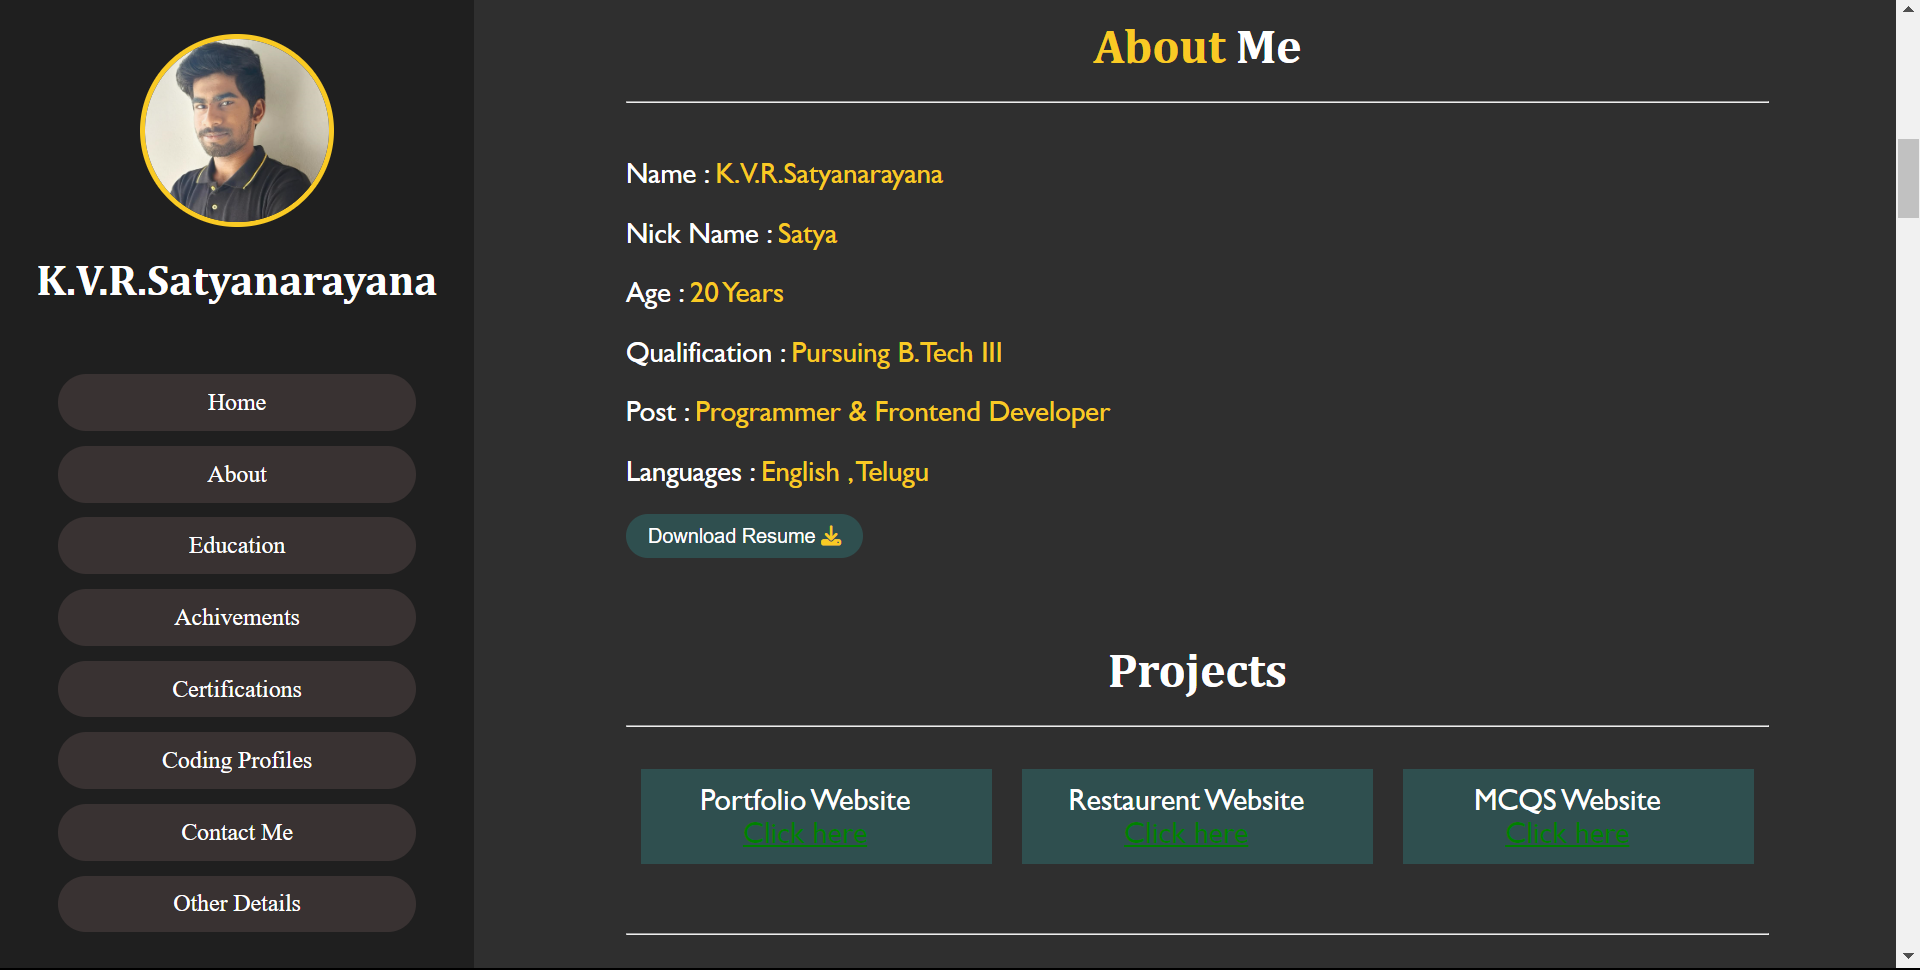 K.V.R.Satyanarayana
Home
About
Education
Achivements
Certifications
Coding Profiles
Contact Me
Other Details
About Me
Name : K.V.R.Satyanarayana
Nick Name : Satya
Age : 20 Years
Qualification : Pursuing B.Tech III
Post : Programmer & Frontend Developer
Languages : English , Telugu
Download Resume
Projects
Portfolio Website
Click here
Restaurent Website
Click here
MCQS Website
Click here